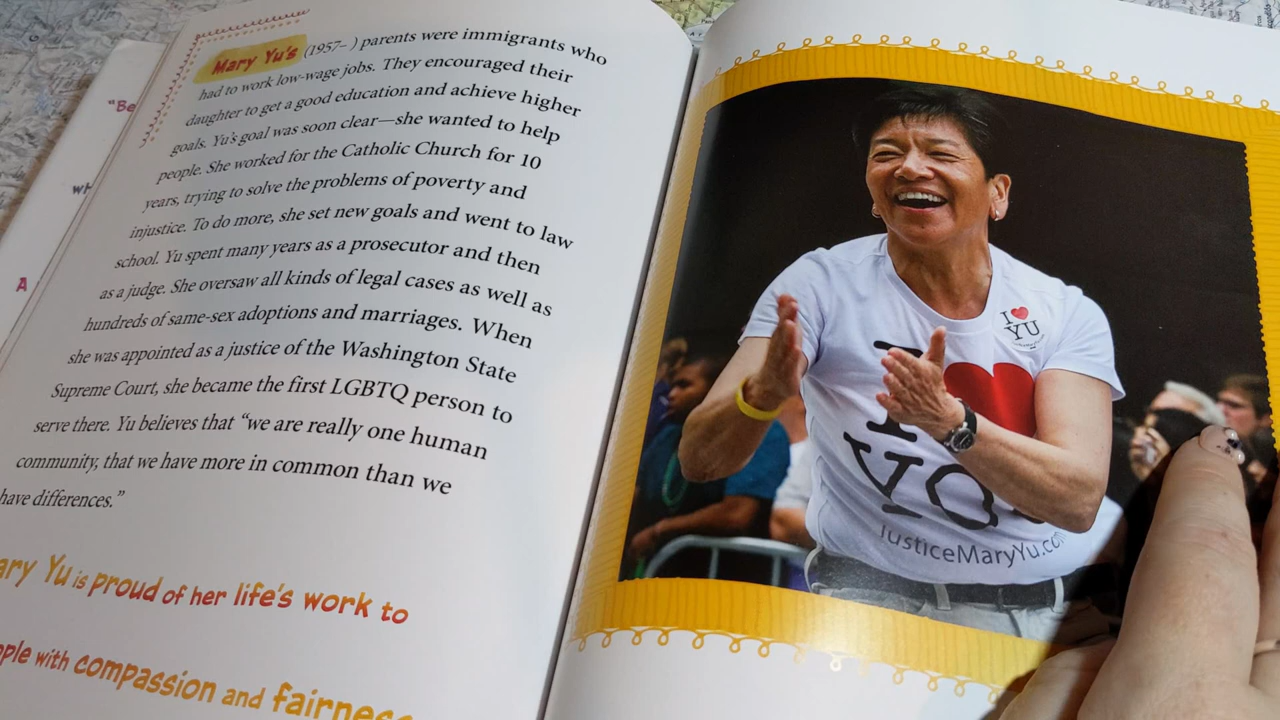 Mary Yu's (1957– ) parents were immigrants who
had to work low-wage jobs. They encouraged their
daughter to get a good education and achieve higher
goals. Yu's goal was soon clear—she wanted to help
people. She worked for the Catholic Church for 10
years, trying to solve the problems of poverty and
injustice. To do more, she set new goals and went to law
school. Yu spent many years as a prosecutor and then
as a judge. She oversaw all kinds of legal cases as well as
hundreds of same-sex adoptions and marriages. When
she was appointed as a justice of the Washington State
Supreme Court, she became the first LGBTQ person to
serve there. Yu believes that “we are really one human
community, that we have more in common than we
have differences.”
ary Yu is proud of her life's work to
ople with compassion and fairness
"Be
wh
A
I ♥
YU
I ♥
YU
JusticeMaryYu.com